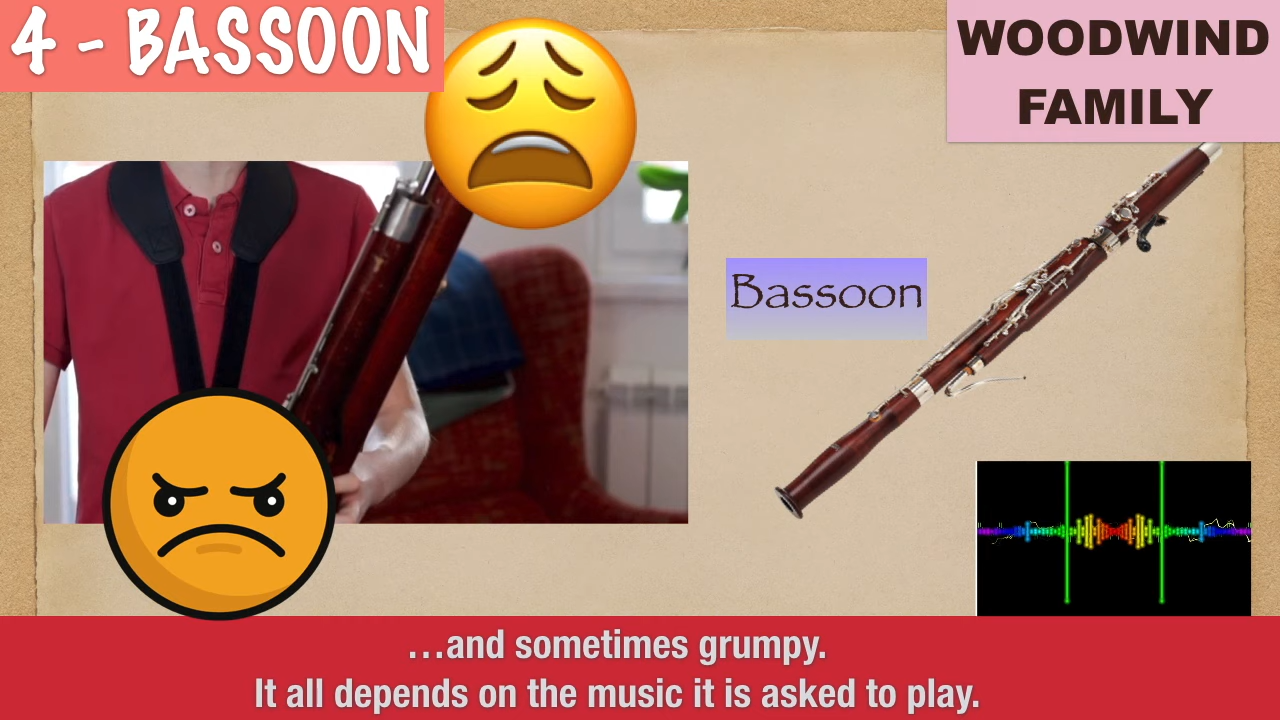 4 - BASSOON
WOODWIND
FAMILY
Bassoon
…and sometimes grumpy.
It all depends on the music it is asked to play.